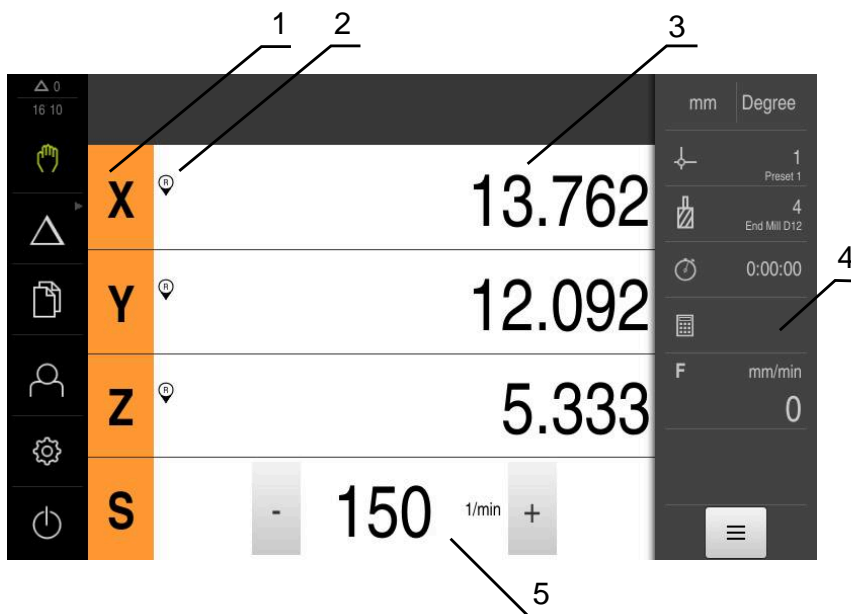 1 2 3
0
16 10
mm Degree
1
Preset 1
X R 13.762
4
End Mill D12
4
0:00:00
Y R 12.092
F mm/min
0
Z R 5.333
S - 150 1/min +
5